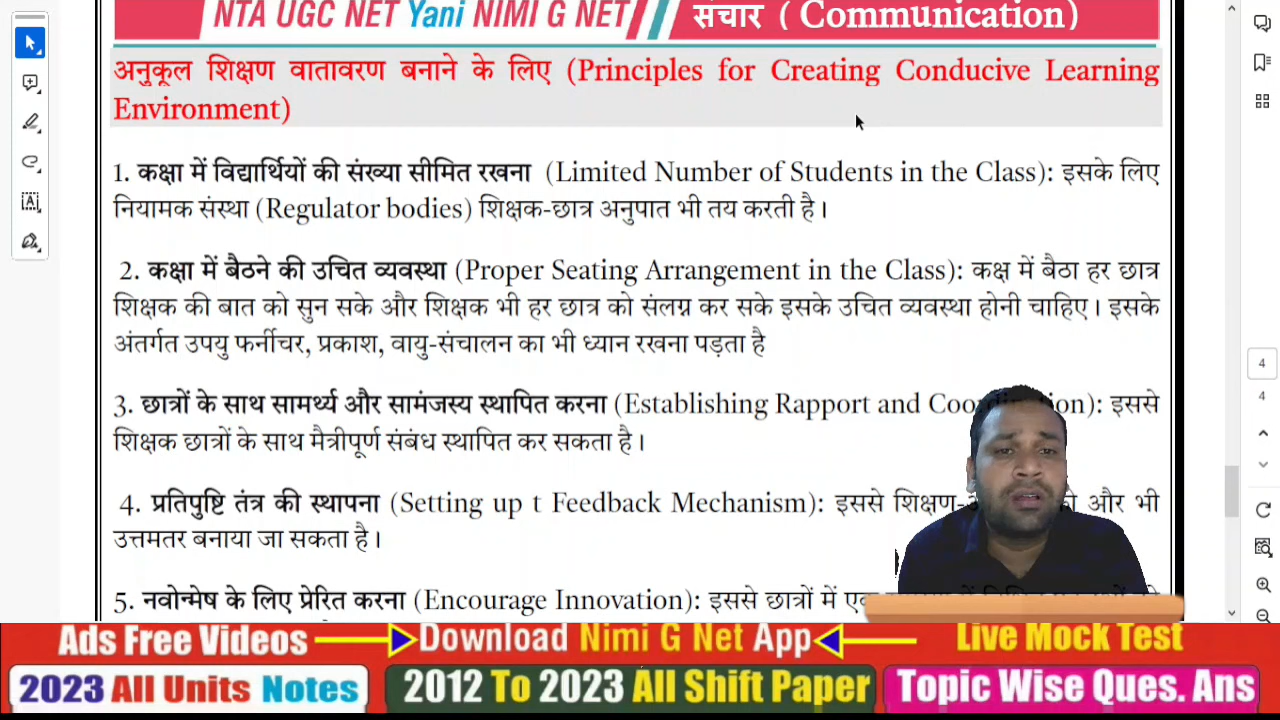 NTA UGC NET Yani NIMI G NET
संचार ( Communication)
अनुकूल शिक्षण वातावरण बनाने के लिए (Principles for Creating Conducive Learning
Environment)
1. कक्षा में विद्यार्थियों की संख्या सीमित रखना (Limited Number of Students in the Class): इसके लिए
नियामक संस्था (Regulator bodies) शिक्षक-छात्र अनुपात भी तय करती है।
2. कक्षा में बैठने की उचित व्यवस्था (Proper Seating Arrangement in the Class): कक्ष में बैठा हर छात्र
शिक्षक की बात को सुन सके और शिक्षक भी हर छात्र को संलग्न कर सके इसके उचित व्यवस्था होनी चाहिए। इसके
अंतर्गत उपयु फर्नीचर, प्रकाश, वायु-संचालन का भी ध्यान रखना पड़ता है
3. छात्रों के साथ सामर्थ्य और सामंजस्य स्थापित करना (Establishing Rapport and इससे
शिक्षक छात्रों के साथ मैत्रीपूर्ण संबंध स्थापित कर सकता है।
4. प्रतिपुष्टि तंत्र की स्थापना (Setting up t Feedback Mechanism): इससे और भी
उत्तमतर बनाया जा सकता है।
5. नवोन्मेष के लिए प्रेरित करना (Encourage Innovation): इससे छात्रों में
4
4
Ads Free Videos Download Nimi G Net App Live Mock Test
2023 All Units Notes 2012 To 2023 All Shift Paper Topic Wise Ques. Ans